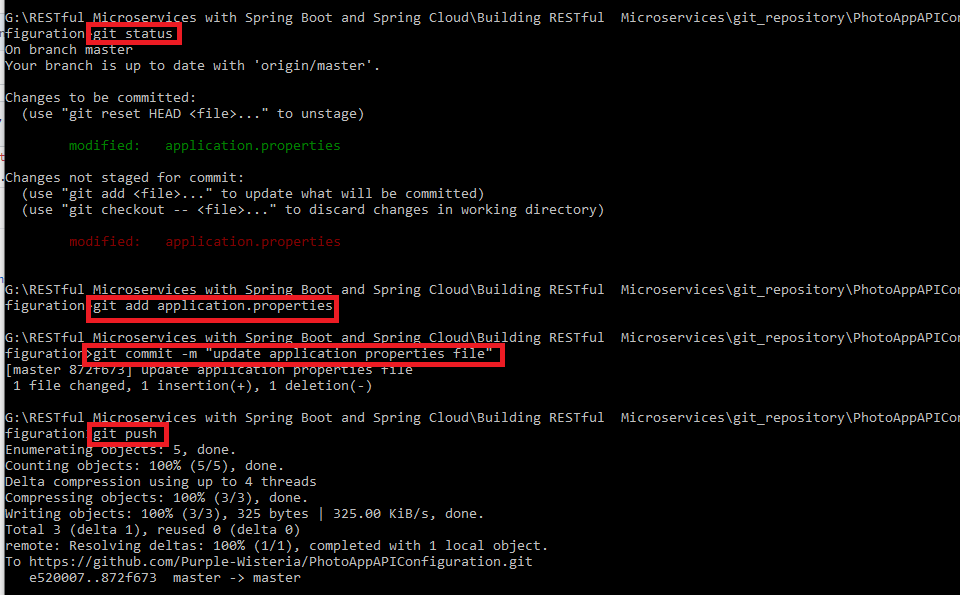 G:\RESTful Microservices with Spring Boot and Spring Cloud\Building RESTful  Microservices\git_repository\PhotoAppAPICon
figuration>git status
On branch master
Your branch is up to date with 'origin/master'.
Changes to be committed:
  (use "git reset HEAD <file>..." to unstage)
        modified:   application.properties
Changes not staged for commit:
  (use "git add <file>..." to update what will be committed)
  (use "git checkout -- <file>..." to discard changes in working directory)
        modified:   application.properties
G:\RESTful Microservices with Spring Boot and Spring Cloud\Building RESTful  Microservices\git_repository\PhotoAppAPICon
figuration>git add application.properties
G:\RESTful Microservices with Spring Boot and Spring Cloud\Building RESTful  Microservices\git_repository\PhotoAppAPICon
figuration>git commit -m "update application properties file"
[master 872f673] update application properties file
 1 file changed, 1 insertion(+), 1 deletion(-)
G:\RESTful Microservices with Spring Boot and Spring Cloud\Building RESTful  Microservices\git_repository\PhotoAppAPICon
figuration>git push
Enumerating objects: 5, done.
Counting objects: 100% (5/5), done.
Delta compression using up to 4 threads
Compressing objects: 100% (3/3), done.
Writing objects: 100% (3/3), 325 bytes | 325.00 KiB/s, done.
Total 3 (delta 1), reused 0 (delta 0)
remote: Resolving deltas: 100% (1/1), completed with 1 local object.
To https://github.com/Purple-Wisteria/PhotoAppAPIConfiguration.git
   e520007..872f673  master -> master